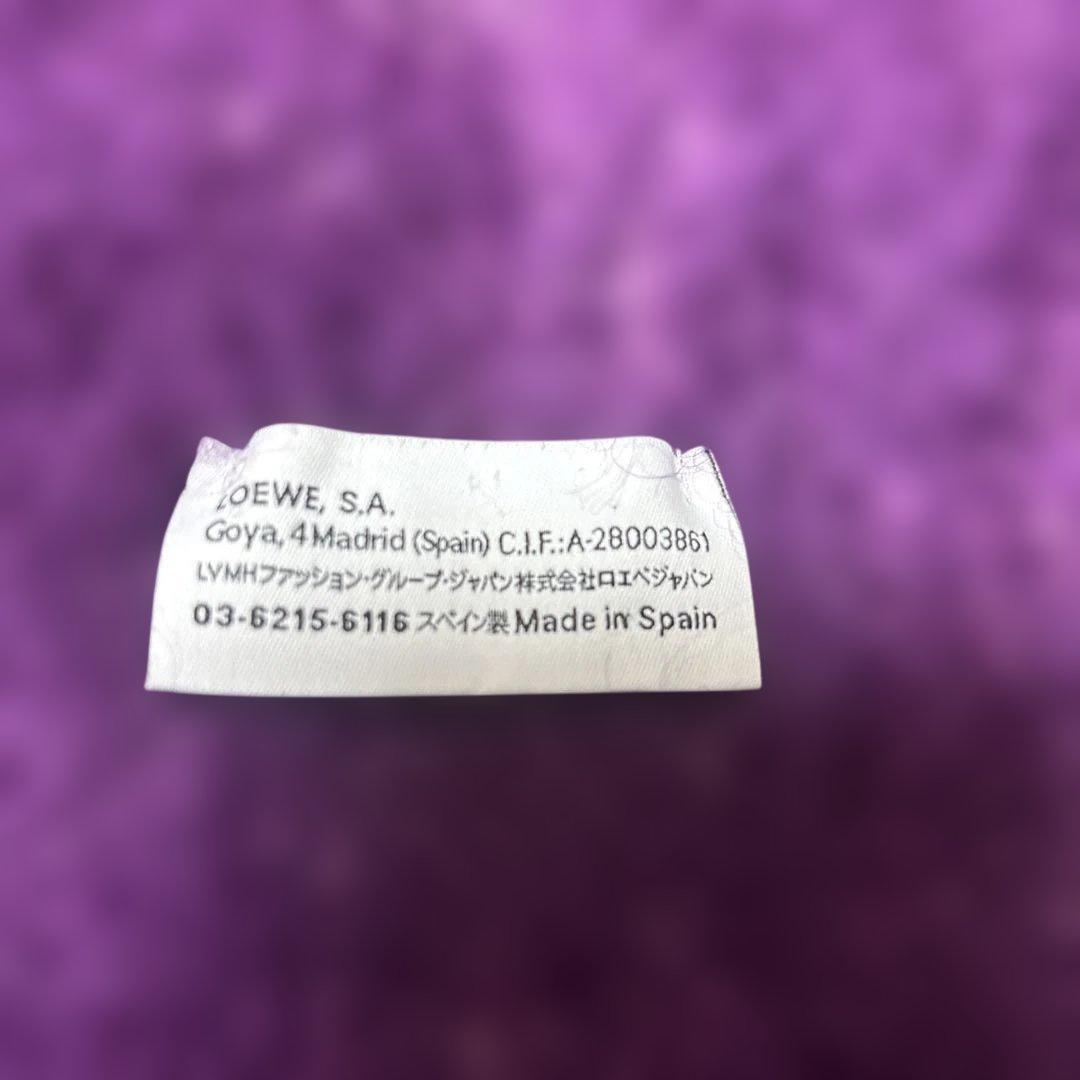 LOEWE, S.A.
Goya, 4 Madrid (Spain) C.I.F.:A-28003861
LVMHファッション・グループ・ジャパン株式会社ロエベジャパン
03-6215-6116 スペイン製 Made in Spain